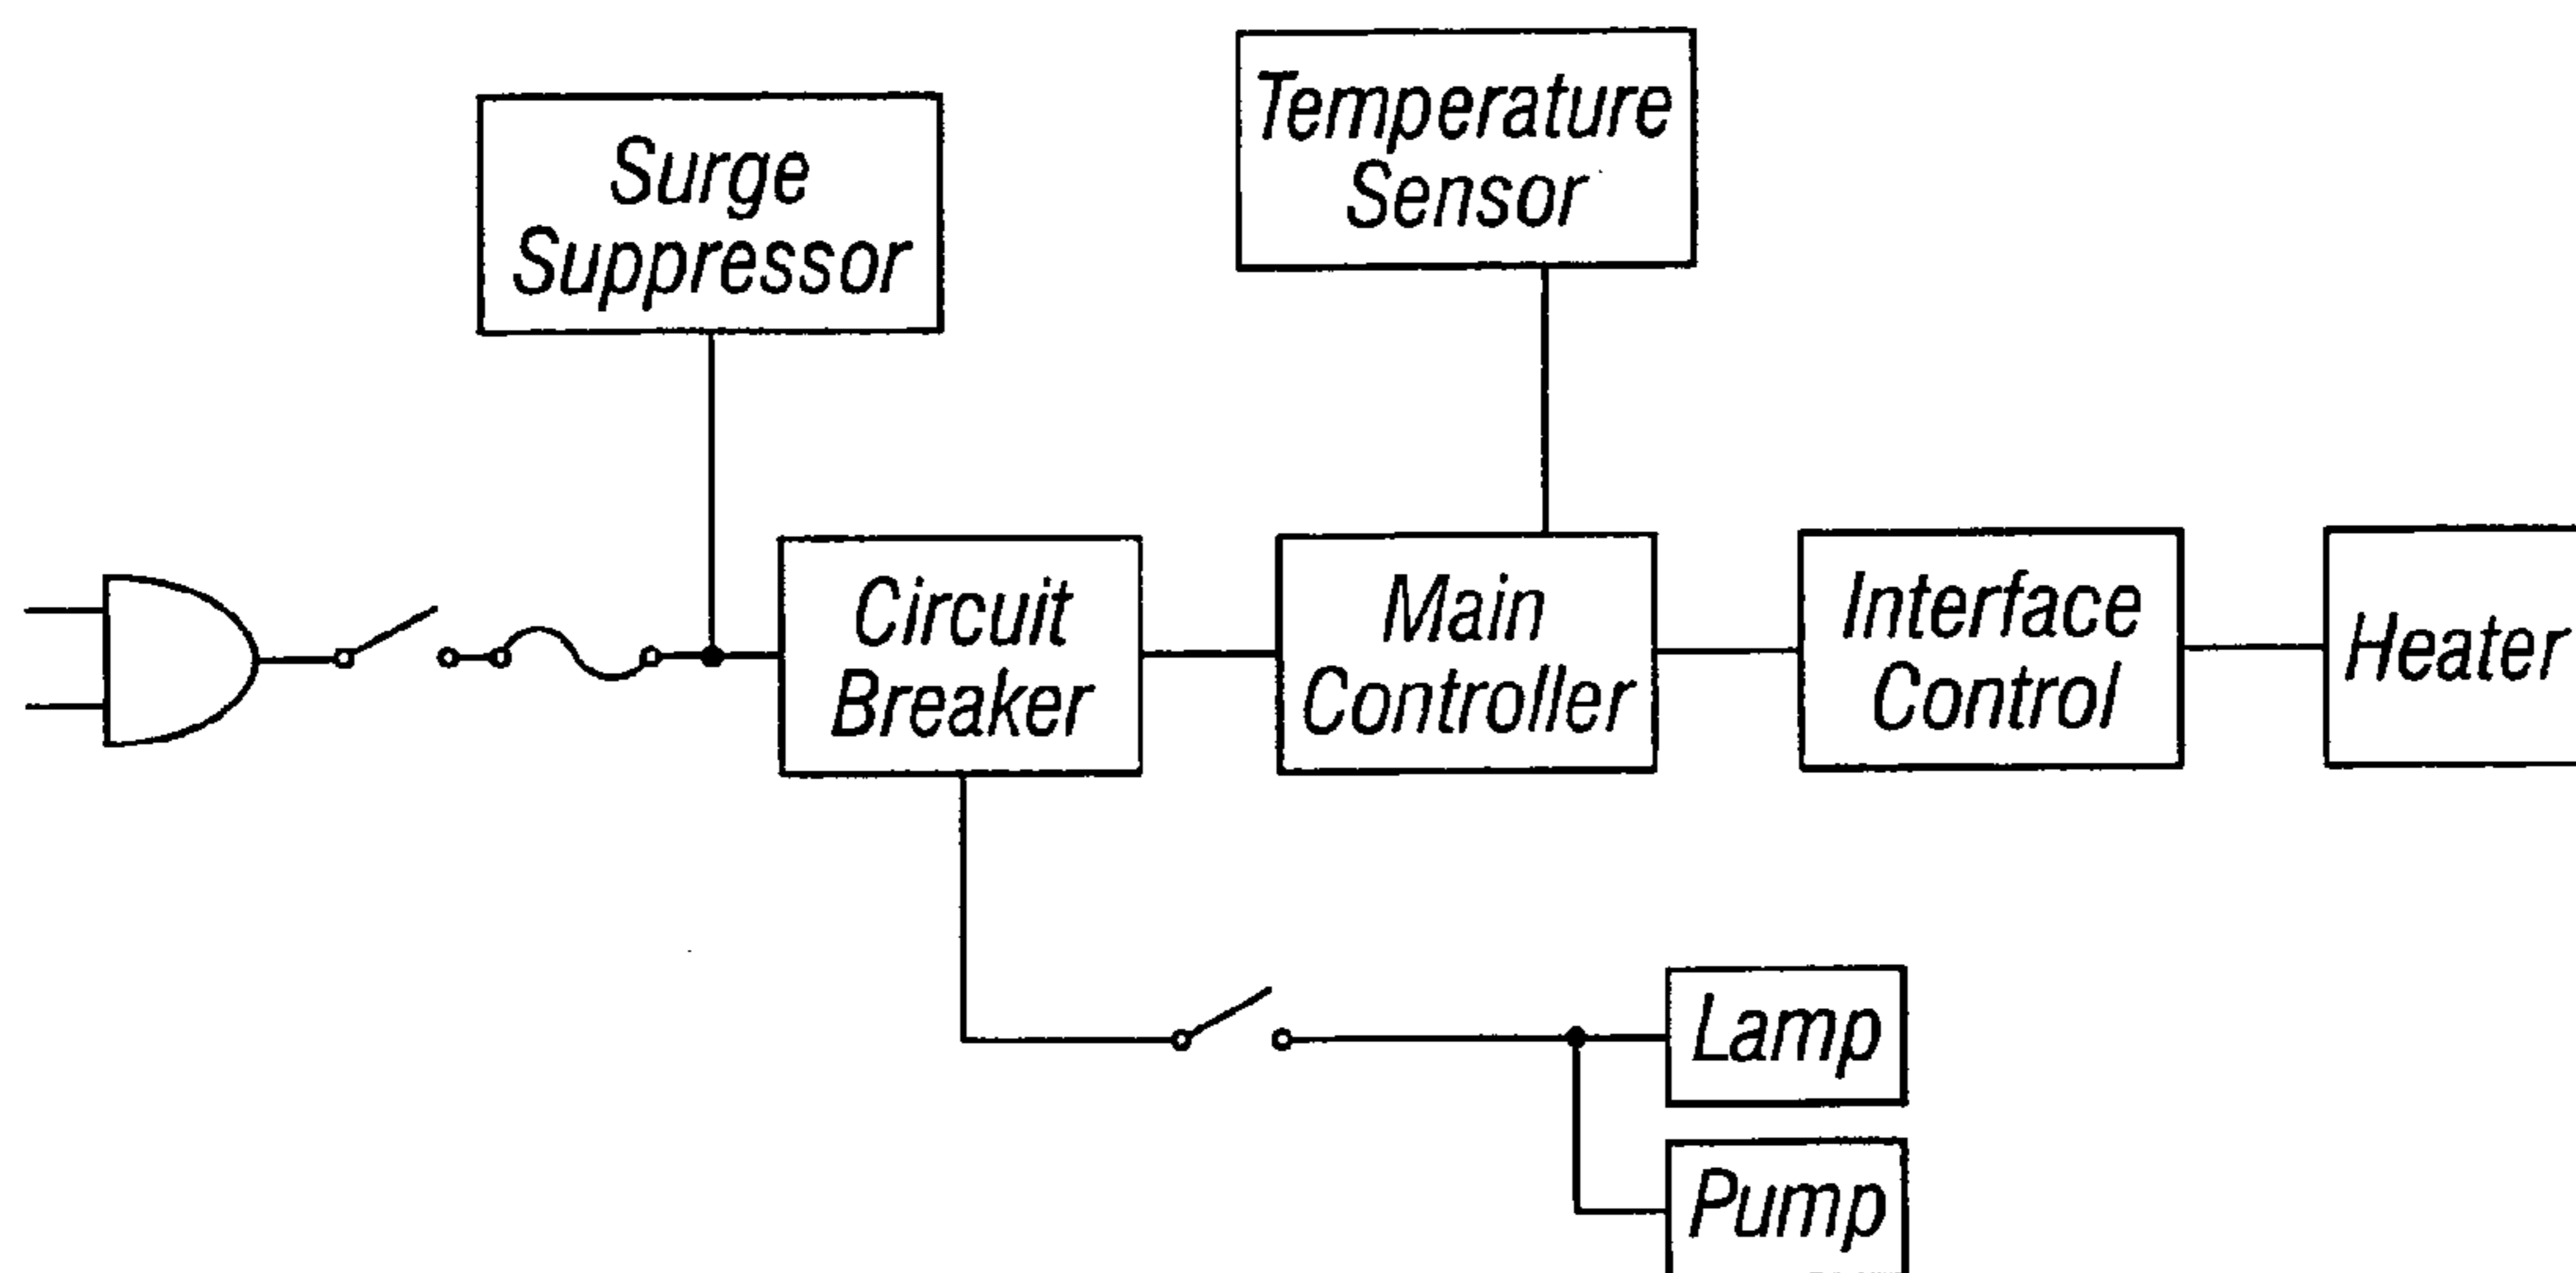 Surge
Suppressor
Temperature
Sensor
Circuit
Breaker
Main
Controller
Interface
Control
Heater
Lamp
Pump